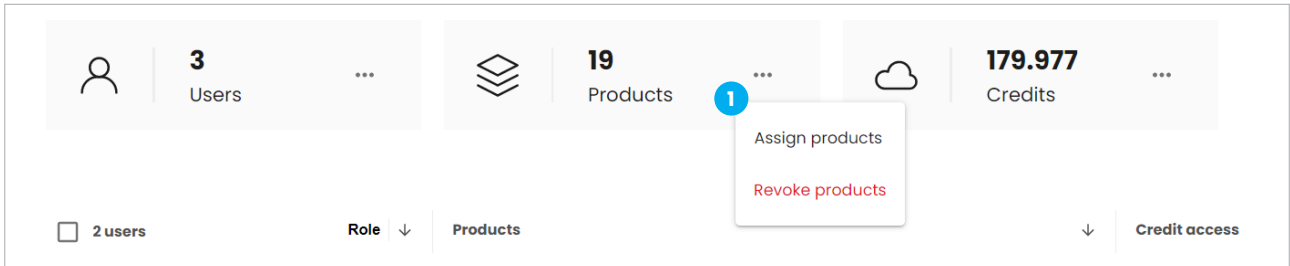 3
Users
19
Products
179.977
Credits
1
Assign products
Revoke products
2 users
Role
Products
Credit access